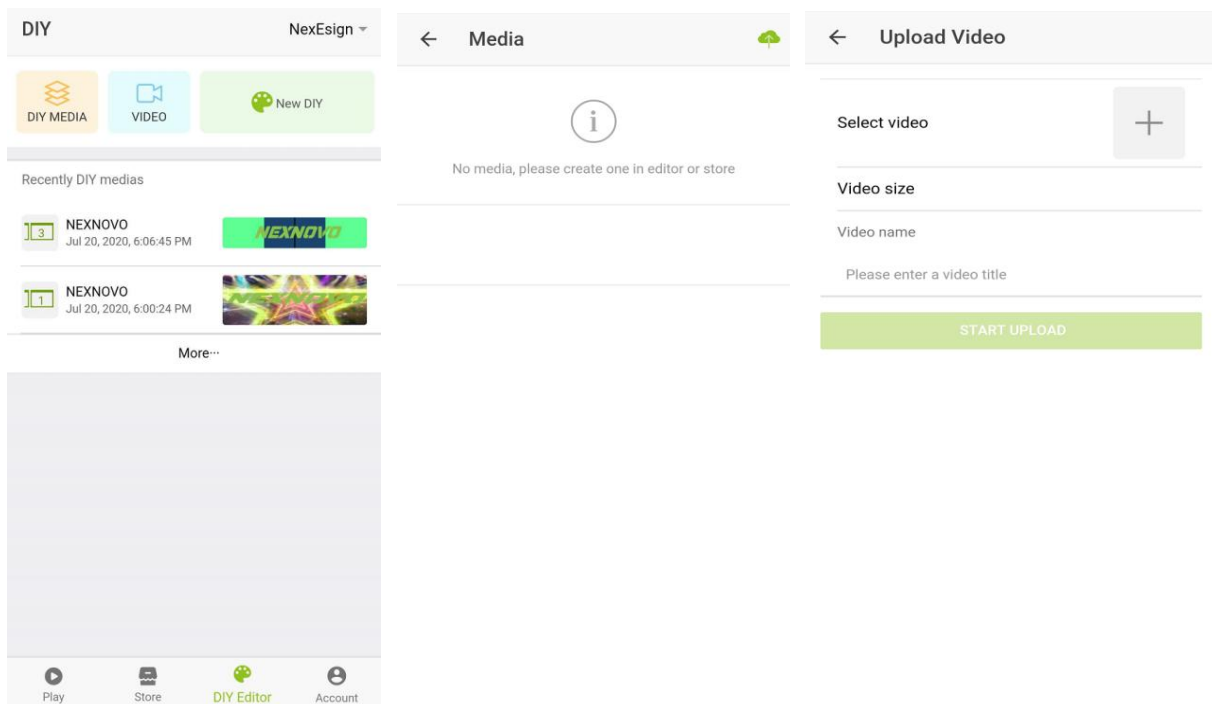 DIY
NexEsign
DIY MEDIA
VIDEO
New DIY
Recently DIY medias
3
NEXNOVO
Jul 20, 2020, 6:06:45 PM
NEXNOVO
1
NEXNOVO
Jul 20, 2020, 6:00:24 PM
NEXNOVO
More···
Play
Store
DIY Editor
Account
Media
i
No media, please create one in editor or store
Upload Video
Select video
Video size
Video name
Please enter a video title
START UPLOAD